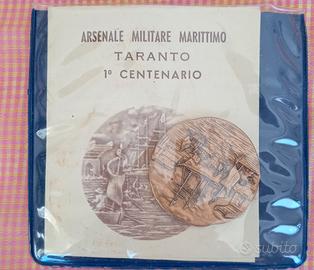 ARSENALE MILITARE MARITTIMO
TARANTO
1º CENTENARIO
subito